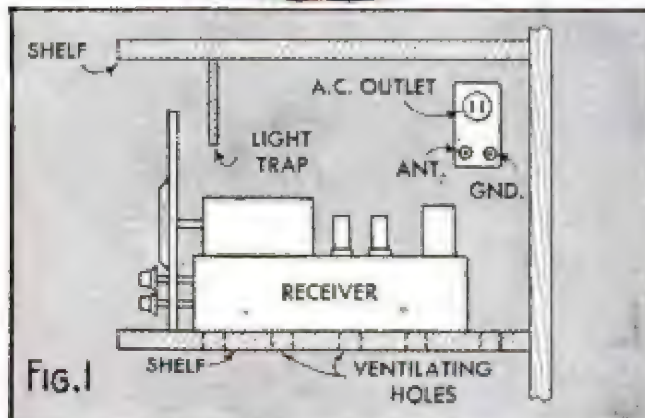 SHELF
A.C. OUTLET
LIGHT
TRAP
ANT.
GND.
RECEIVER
SHELF
VENTILATING
HOLES
FIG.1